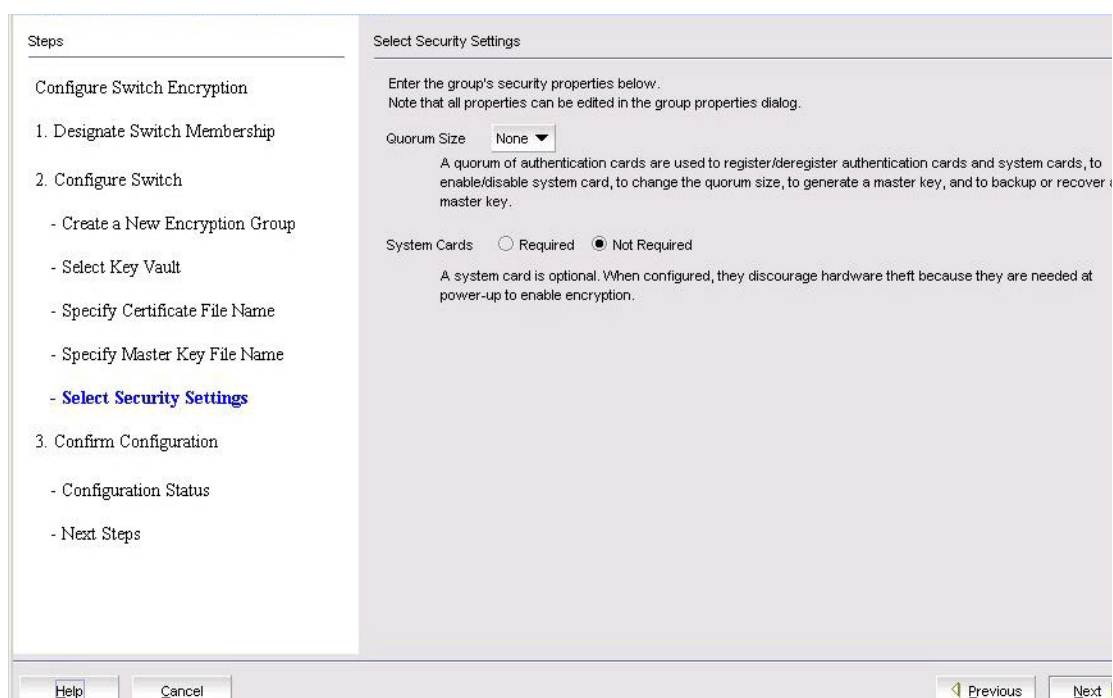 Steps
Configure Switch Encryption
1. Designate Switch Membership
2. Configure Switch
- Create a New Encryption Group
- Select Key Vault
- Specify Certificate File Name
- Specify Master Key File Name
- Select Security Settings
3. Confirm Configuration
- Configuration Status
- Next Steps
Select Security Settings
Enter the group's security properties below.
Note that all properties can be edited in the group properties dialog.
Quorum Size None
A quorum of authentication cards are used to register/deregister authentication cards and system cards, to
enable/disable system card, to change the quorum size, to generate a master key, and to backup or recover a
master key.
System Cards Required Not Required
A system card is optional. When configured, they discourage hardware theft because they are needed at
power-up to enable encryption.
Help Cancel Previous Next